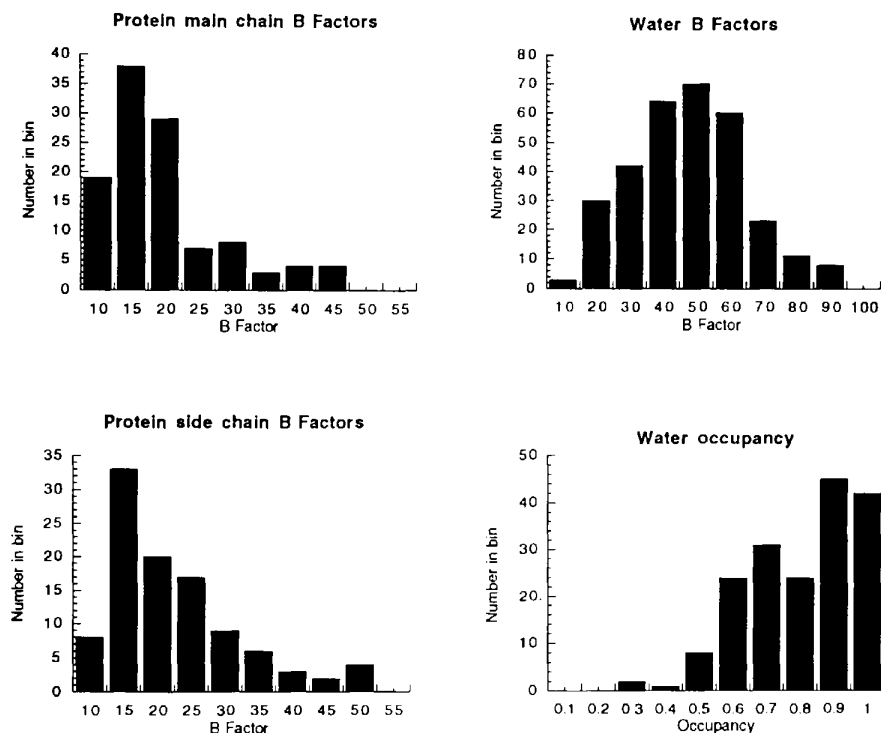 Protein main chain B Factors
40
35
30
25
20
15
10
5
0
Number in bin
10 15 20 25 30 35 40 45 50 55
B Factor
Water B Factors
80
70
60
50
40
30
20
10
0
Number in bin
10 20 30 40 50 60 70 80 90 100
B Factor
Protein side chain B Factors
35
30
25
20
15
10
5
0
Number in bin
10 15 20 25 30 35 40 45 50 55
B Factor
Water occupancy
50
40
30
20.
10
0
Number in bin
0.1 0.2 0 3 0.4 0.5 0.6 0.7 0.8 0.9 1
Occupancy